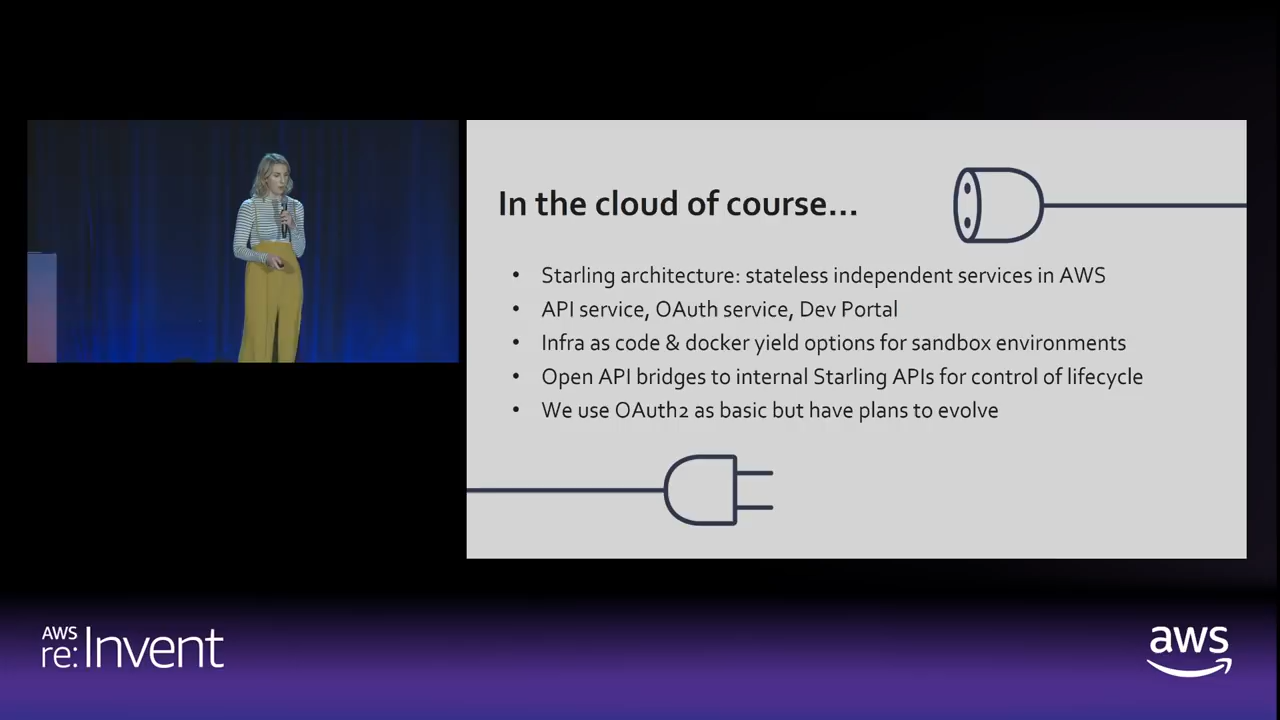 In the cloud of course...
• Starling architecture: stateless independent services in AWS
• API service, OAuth service, Dev Portal
• Infra as code & docker yield options for sandbox environments
• Open API bridges to internal Starling APIs for control of lifecycle
• We use OAuth2 as basic but have plans to evolve
AWS
re:Invent
aws